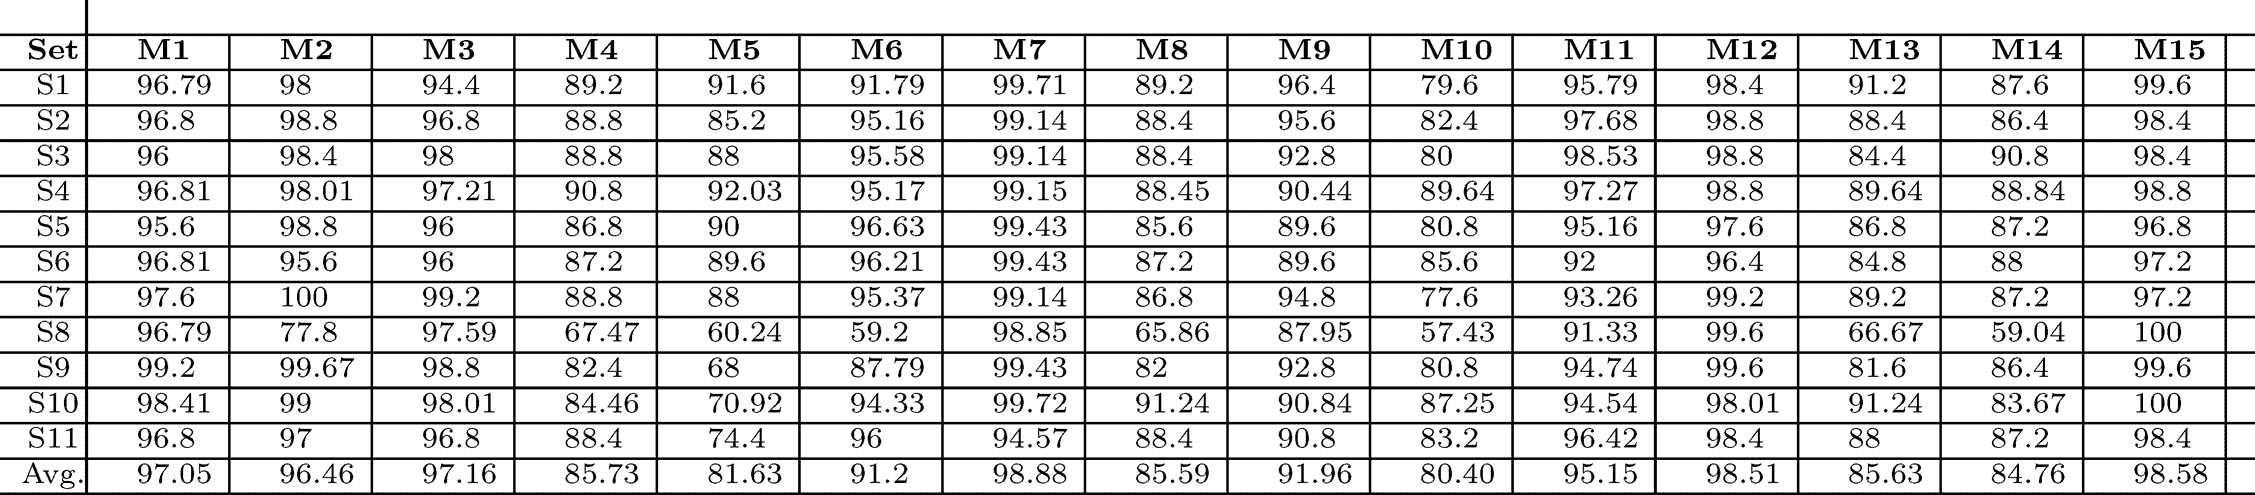 Set M1 M2 M3 M4 M5 M6 M7 M8 M9 M10 M11 M12 M13 M14 M15
S1 96.79 98 94.4 89.2 91.6 91.79 99.71 89.2 96.4 79.6 95.79 98.4 91.2 87.6 99.6
S2 96.8 98.8 96.8 88.8 85.2 95.16 99.14 88.4 95.6 82.4 97.68 98.8 88.4 86.4 98.4
S3 96 98.4 98 88.8 88 95.58 99.14 88.4 92.8 80 98.53 98.8 84.4 90.8 98.4
S4 96.81 98.01 97.21 90.8 92.03 95.17 99.15 88.45 90.44 89.64 97.27 98.8 89.64 88.84 98.8
S5 95.6 98.8 96 86.8 90 96.63 99.43 85.6 89.6 80.8 95.16 97.6 86.8 87.2 96.8
S6 96.81 95.6 96 87.2 89.6 96.21 99.43 87.2 89.6 85.6 92 96.4 84.8 88 97.2
S7 97.6 100 99.2 88.8 88 95.37 99.14 86.8 94.8 77.6 93.26 99.2 89.2 87.2 97.2
S8 96.79 77.8 97.59 67.47 60.24 59.2 98.85 65.86 87.95 57.43 91.33 99.6 66.67 59.04 100
S9 99.2 99.67 98.8 82.4 68 87.79 99.43 82 92.8 80.8 94.74 99.6 81.6 86.4 99.6
S10 98.41 99 98.01 84.46 70.92 94.33 99.72 91.24 90.84 87.25 94.54 98.01 91.24 83.67 100
S11 96.8 97 96.8 88.4 74.4 96 94.57 88.4 90.8 83.2 96.42 98.4 88 87.2 98.4
Avg. 97.05 96.46 97.16 85.73 81.63 91.2 98.88 85.59 91.96 80.40 95.15 98.51 85.63 84.76 98.58